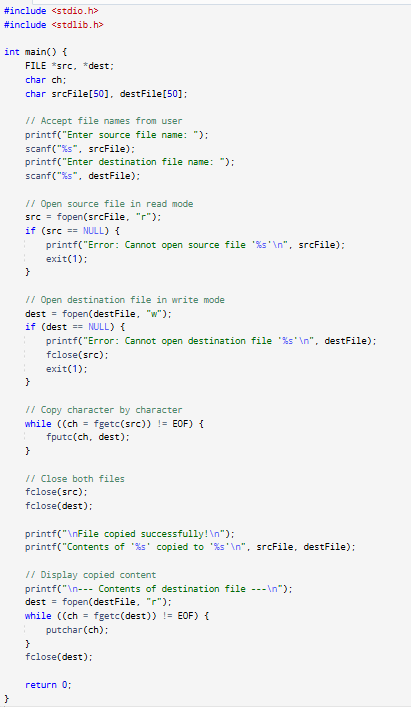 #include <stdio.h>
#include <stdlib.h>

int main() {
    FILE *src, *dest;
    char ch;
    char srcFile[50], destFile[50];

    // Accept file names from user
    printf("Enter source file name: ");
    scanf("%s", srcFile);
    printf("Enter destination file name: ");
    scanf("%s", destFile);

    // Open source file in read mode
    src = fopen(srcFile, "r");
    if (src == NULL) {
        printf("Error: Cannot open source file '%s'\n", srcFile);
        exit(1);
    }

    // Open destination file in write mode
    dest = fopen(destFile, "w");
    if (dest == NULL) {
        printf("Error: Cannot open destination file '%s'\n", destFile);
        fclose(src);
        exit(1);
    }

    // Copy character by character
    while ((ch = fgetc(src)) != EOF) {
        fputc(ch, dest);
    }

    // Close both files
    fclose(src);
    fclose(dest);

    printf("\nFile copied successfully!\n");
    printf("Contents of '%s' copied to '%s'\n", srcFile, destFile);

    // Display copied content
    printf("\n--- Contents of destination file ---\n");
    dest = fopen(destFile, "r");
    while ((ch = fgetc(dest)) != EOF) {
        putchar(ch);
    }
    fclose(dest);

    return 0;
}